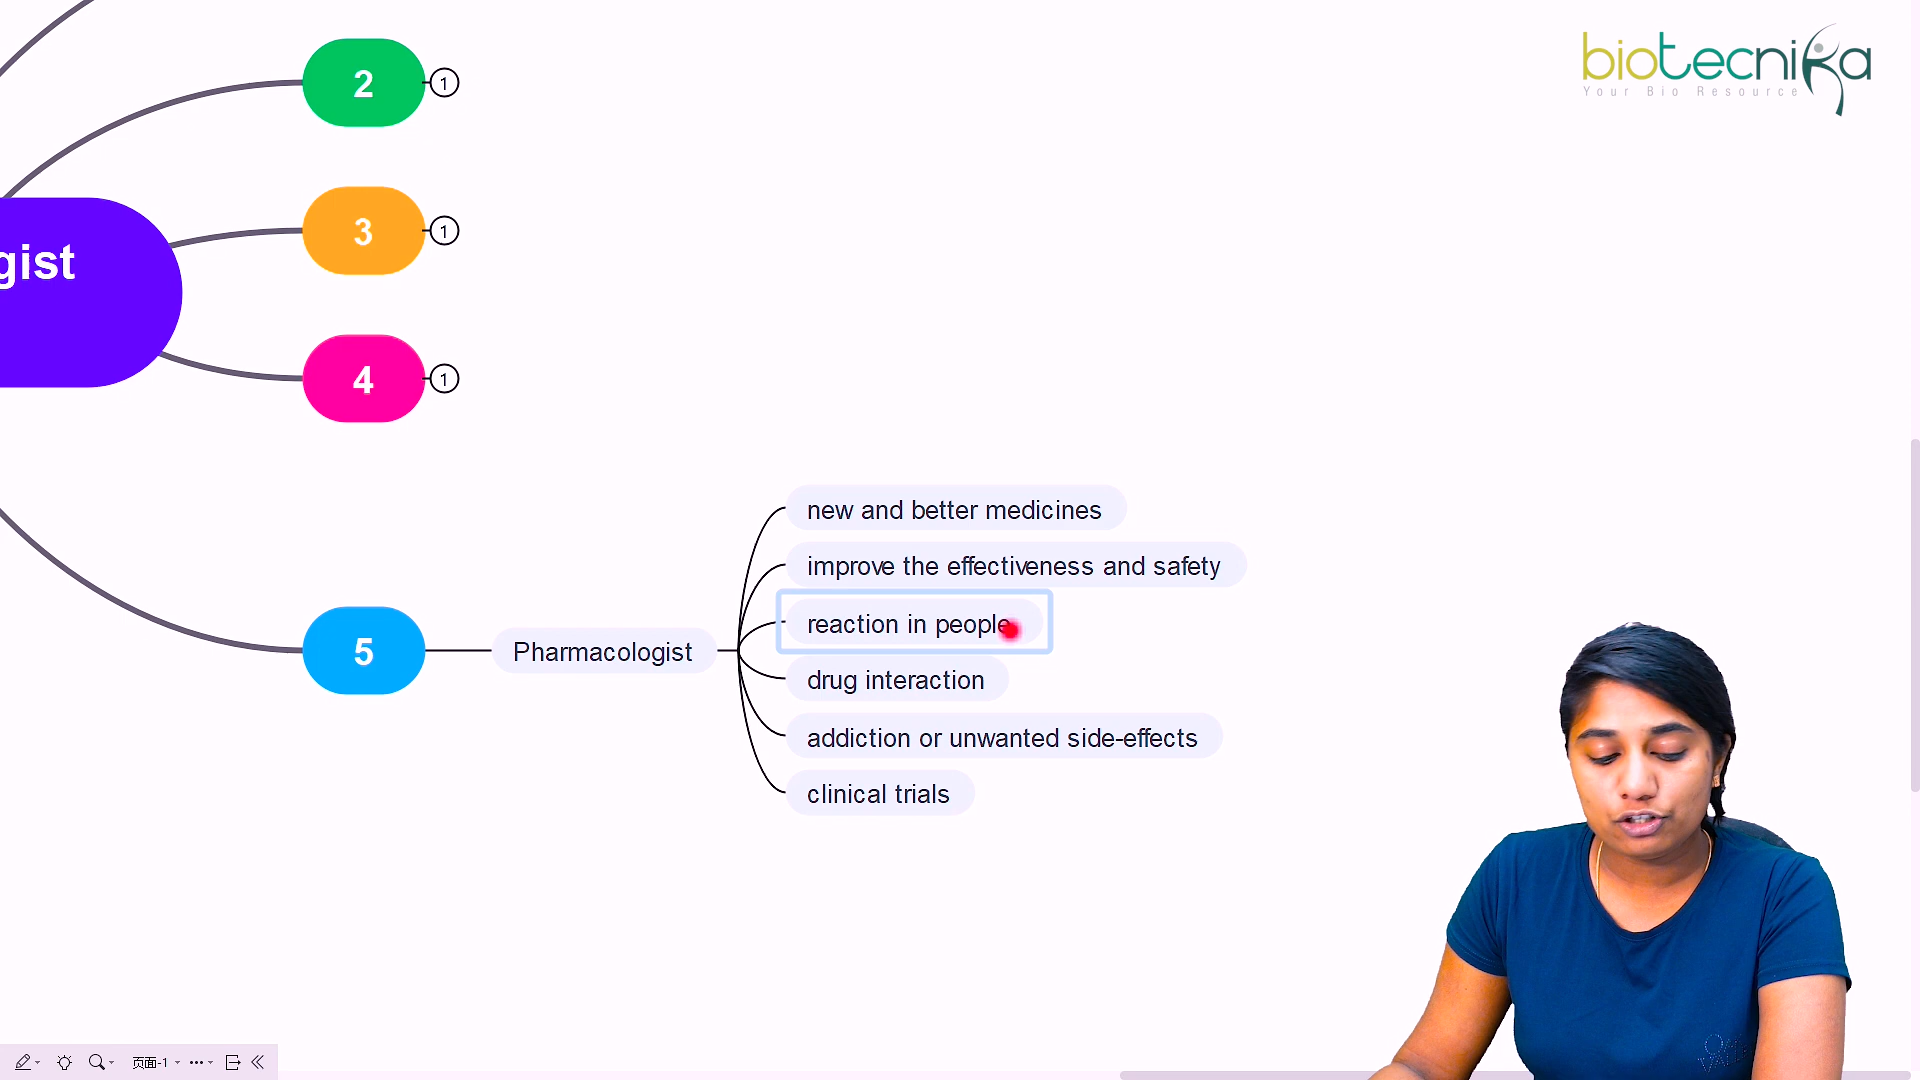 biotecnika
Your Bio Resource
2
1
3
1
gist
4
1
new and better medicines
improve the effectiveness and safety
reaction in people
5
Pharmacologist
drug interaction
addiction or unwanted side-effects
clinical trials
页面-1